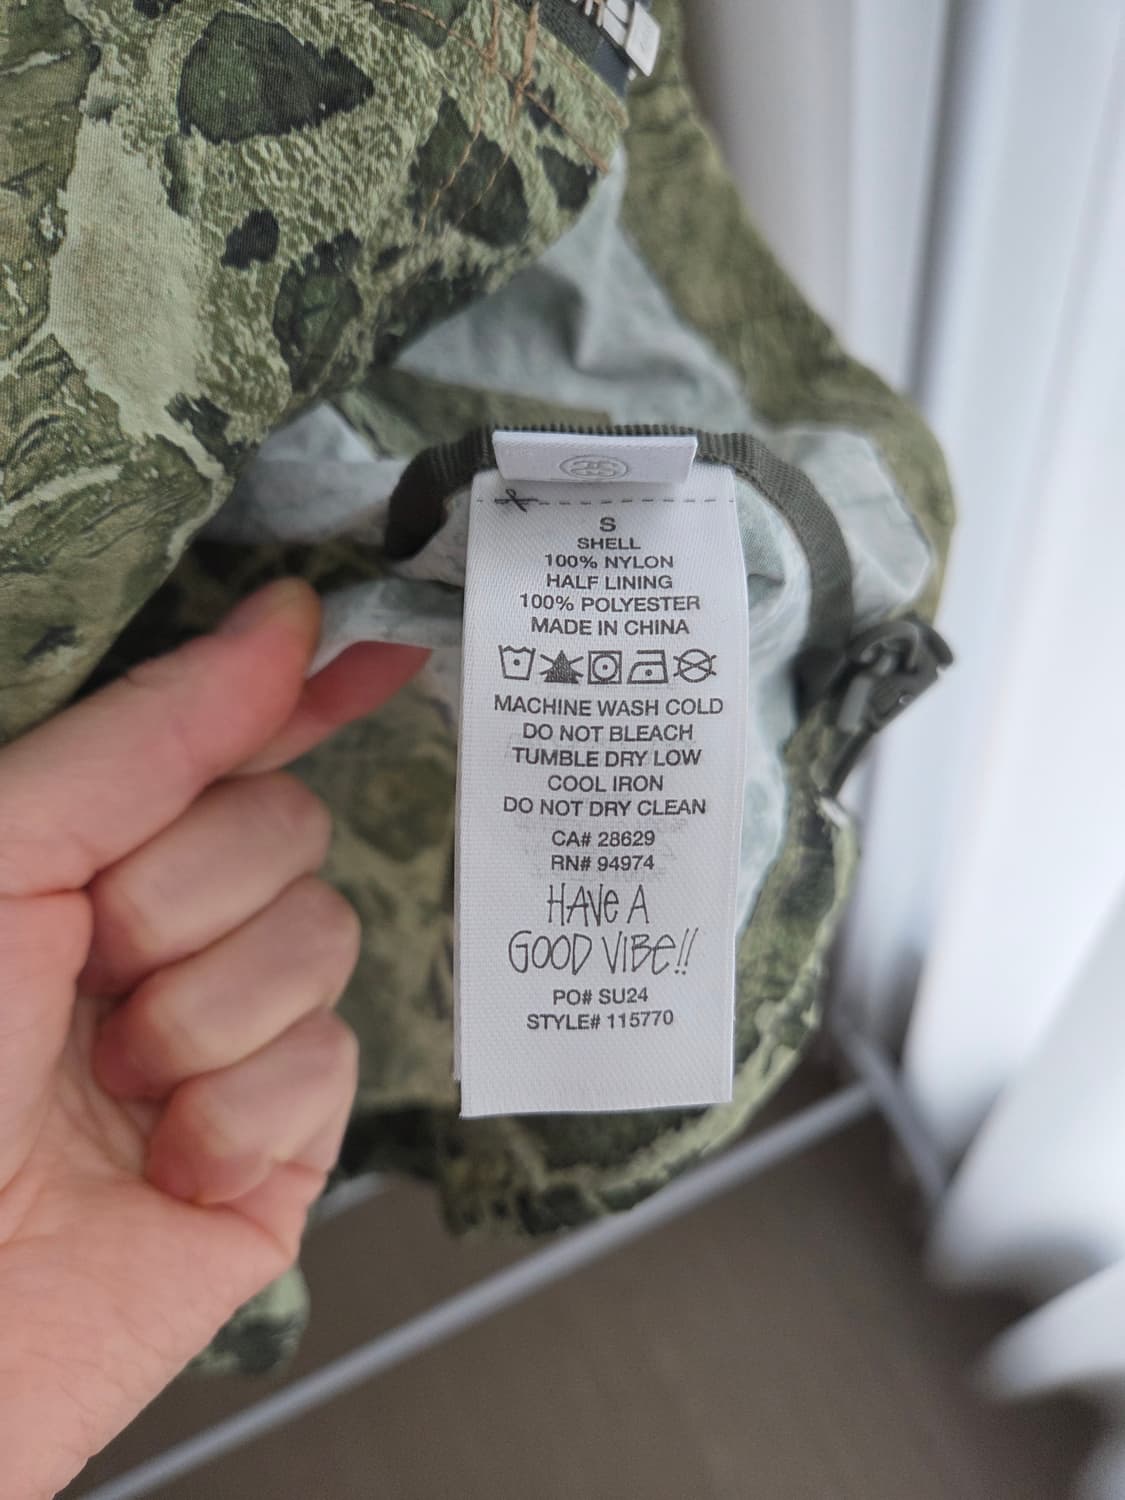 S
SHELL
100% NYLON
HALF LINING
100% POLYESTER
MADE IN CHINA
MACHINE WASH COLD
DO NOT BLEACH
TUMBLE DRY LOW
COOL IRON
DO NOT DRY CLEAN
CA# 28629
RN# 94974
HAVE A
GOOD VIBE!!
PO# SU24
STYLE# 115770